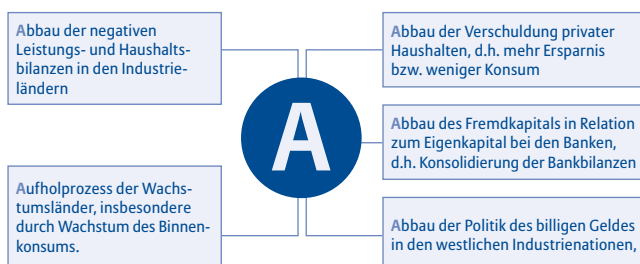 Abbau der negativen
Leistungs- und Haushalts-
bilanzen in den Industrie-
ländern
Aufholprozess der Wachs-
tumsländer, insbesondere
durch Wachstum des Binnen-
konsums.
A
Abbau der Verschuldung privater
Haushalten, d.h. mehr Ersparnis
bzw. weniger Konsum
Abbau des Fremdkapitals in Relation
zum Eigenkapital bei den Banken,
d.h. Konsolidierung der Bankbilanzen
Abbau der Politik des billigen Geldes
in den westlichen Industrienationen,